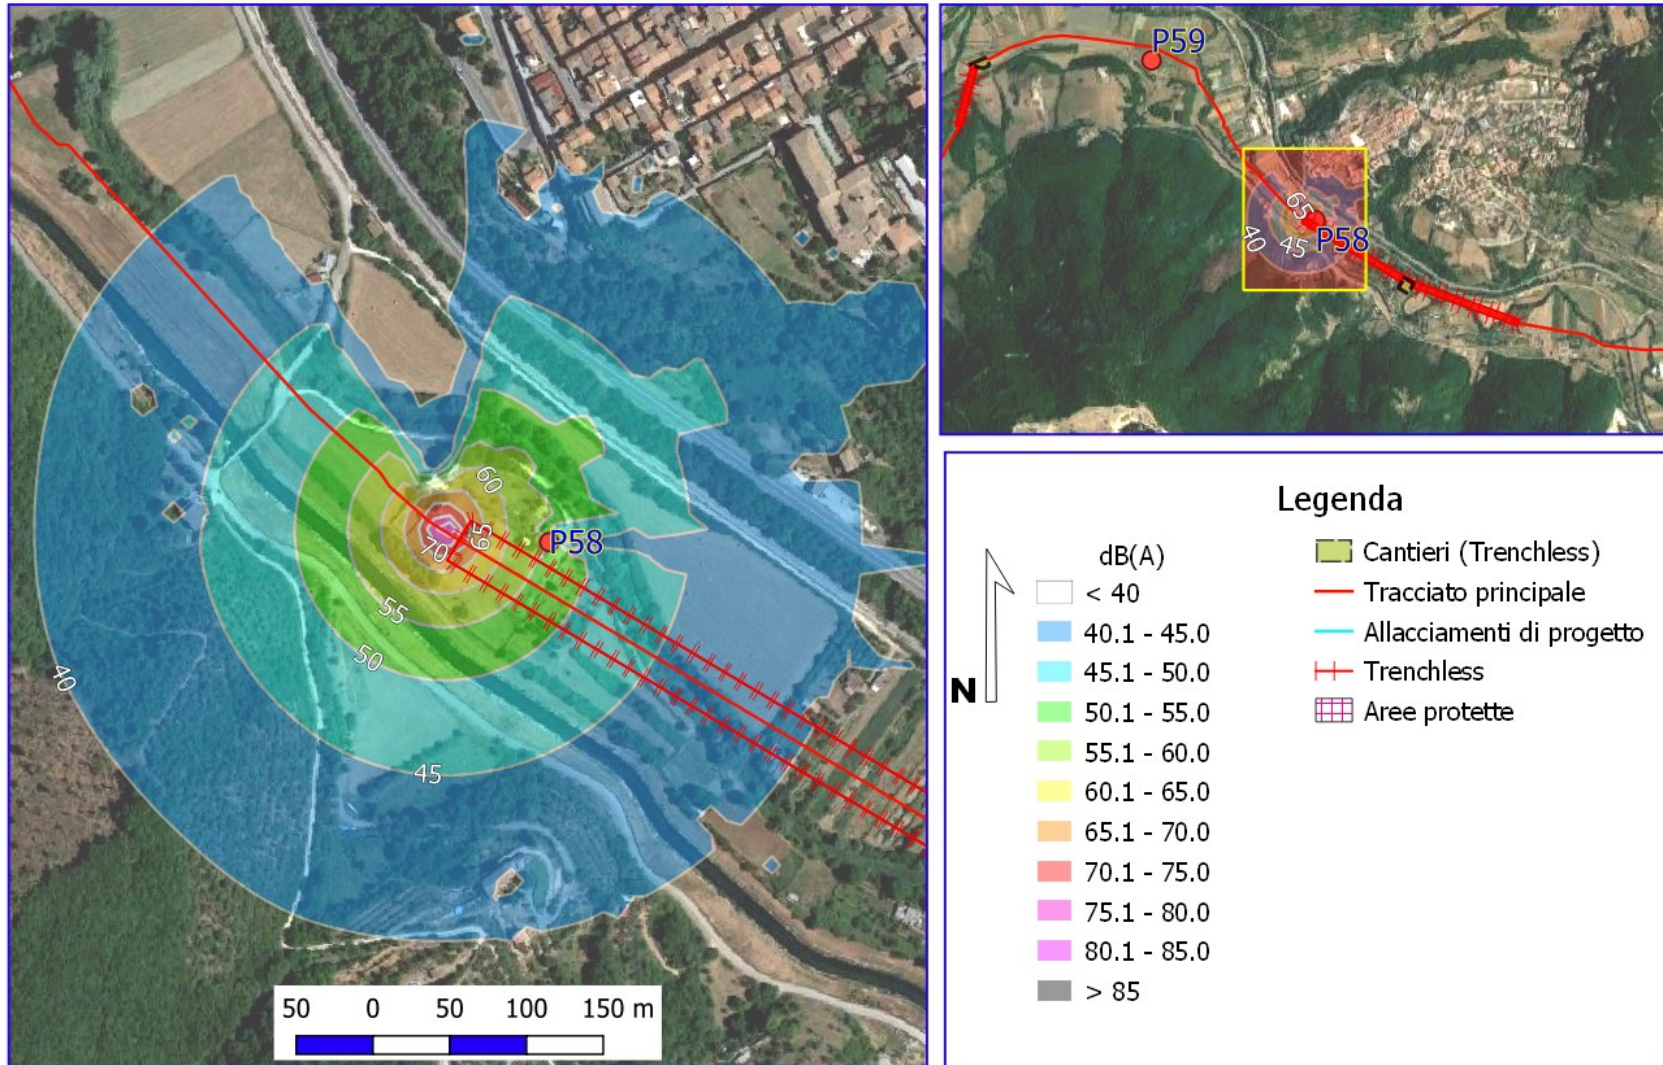 60
65
70
P58
55
50
40
45
50 0 50 100 150 m
P59
65
40
45
P58
N
Legenda
dB(A)
< 40
40.1 - 45.0
45.1 - 50.0
50.1 - 55.0
55.1 - 60.0
60.1 - 65.0
65.1 - 70.0
70.1 - 75.0
75.1 - 80.0
80.1 - 85.0
> 85
Cantieri (Trenchless)
Tracciato principale
Allacciamenti di progetto
Trenchless
Aree protette